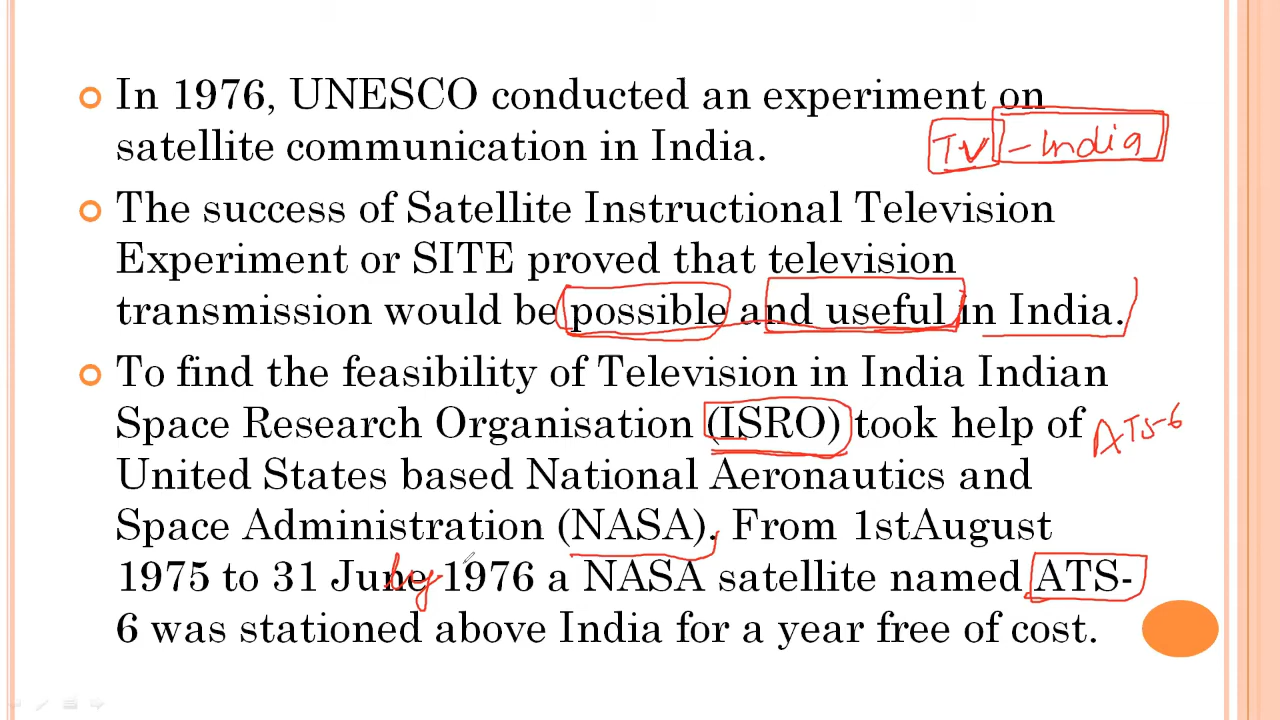 In 1976, UNESCO conducted an experiment on
satellite communication in India.
TV - India
The success of Satellite Instructional Television
Experiment or SITE proved that television
transmission would be possible and useful in India.
To find the feasibility of Television in India Indian
Space Research Organisation (ISRO) took help of
ATS-6
United States based National Aeronautics and
Space Administration (NASA). From 1stAugust
1975 to 31 June 1976 a NASA satellite named ATS-
ly
6 was stationed above India for a year free of cost.